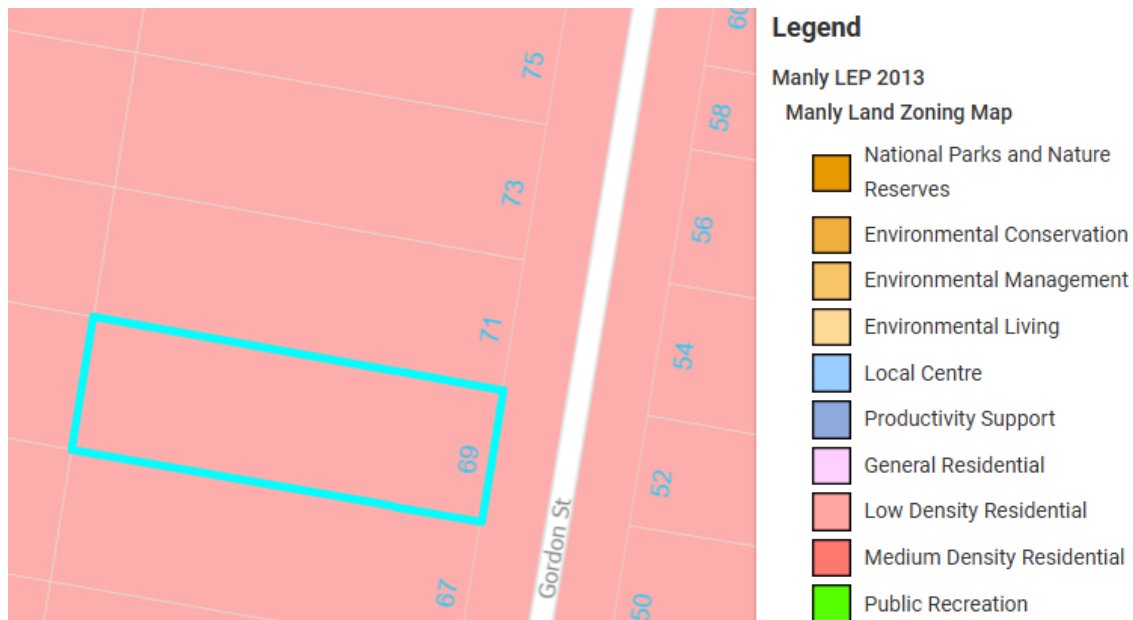 60
75
58
73
56
71
54
69
52
Gordon St
67
50
Legend
Manly LEP 2013
Manly Land Zoning Map
National Parks and Nature
Reserves
Environmental Conservation
Environmental Management
Environmental Living
Local Centre
Productivity Support
General Residential
Low Density Residential
Medium Density Residential
Public Recreation